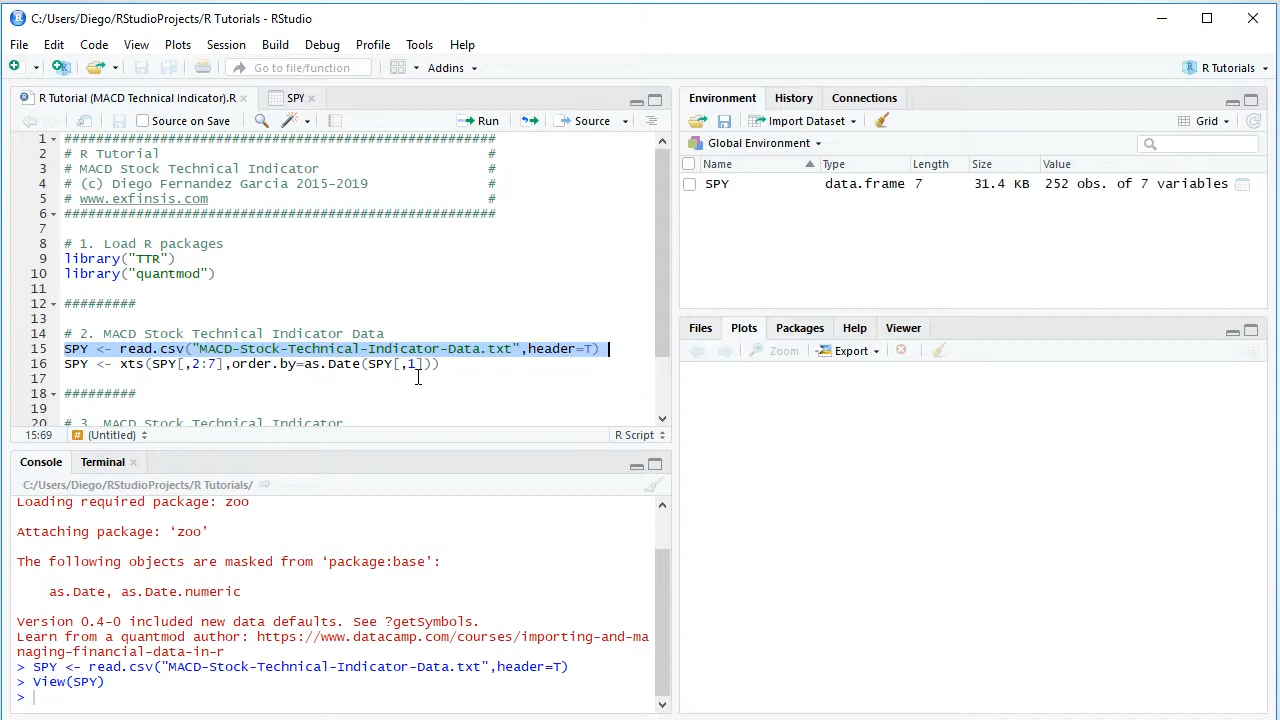 C:/Users/Diego/RStudioProjects/R Tutorials - RStudio
File Edit Code View Plots Session Build Debug Profile Tools Help
Go to file/function Addins R Tutorials
R Tutorial (MACD Technical Indicator).R SPY
Source on Save Run Source
1 ######################################################
2 # R Tutorial #
3 # MACD Stock Technical Indicator #
4 # (c) Diego Fernandez Garcia 2015-2019 #
5 # www.exfinsis.com #
6 ######################################################
7
8 # 1. Load R packages
9 library("TTR")
10 library("quantmod")
11
12 #########
13
14 # 2. MACD Stock Technical Indicator Data
15 SPY <- read.csv("MACD-Stock-Technical-Indicator-Data.txt",header=T)
16 SPY <- xts(SPY[,2:7],order.by=as.Date(SPY[,1]))
17
18 #########
19
20 # 3. MACD Stock Technical Indicator
15:69 # (Untitled) R Script
Console Terminal
C:/Users/Diego/RStudioProjects/R Tutorials/
Loading required package: zoo
Attaching package: ‘zoo’
The following objects are masked from ‘package:base’:
as.Date, as.Date.numeric
Version 0.4-0 included new data defaults. See ?getSymbols.
Learn from a quantmod author: https://www.datacamp.com/courses/importing-and-ma
naging-financial-data-in-r
> SPY <- read.csv("MACD-Stock-Technical-Indicator-Data.txt",header=T)
> View(SPY)
>
Environment History Connections
Import Dataset Grid
Global Environment
Name Type Length Size Value
SPY data.frame 7 31.4 KB 252 obs. of 7 variables
Files Plots Packages Help Viewer
Zoom Export